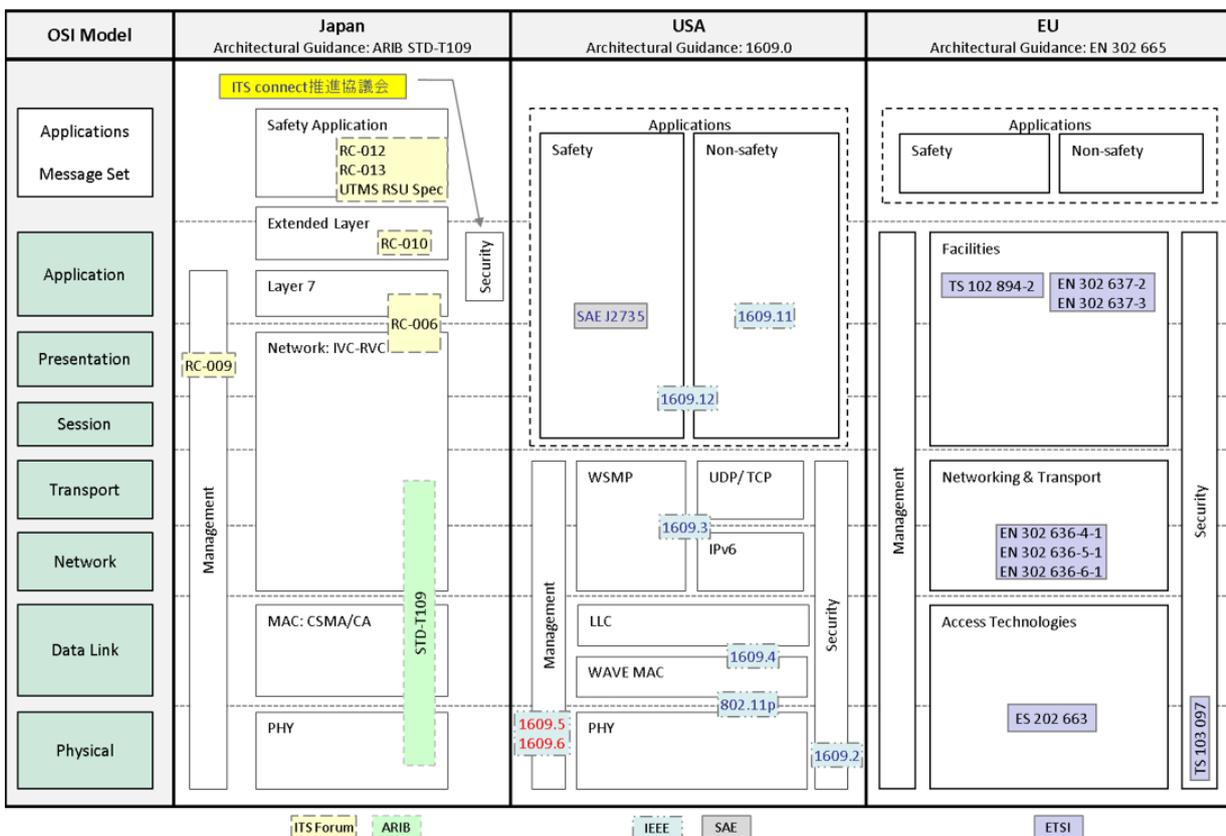 OSI Model
Japan
Architectural Guidance: ARIB STD-T109
USA
Architectural Guidance: 1609.0
EU
Architectural Guidance: EN 302 665
Applications
Message Set
Application
Presentation
Session
Transport
Network
Data Link
Physical
ITS connect推進協議会
Safety Application
RC-012
RC-013
UTMS RSU Spec
Extended Layer
RC-010
Security
Layer 7
RC-006
Network: IVC-RVC
RC-009
Management
STD-T109
MAC: CSMA/CA
PHY
Applications
Safety
Non-safety
SAE J2735
1609.11
1609.12
WSMP
UDP/TCP
1609.3
IPv6
Management
Security
LLC
1609.4
WAVE MAC
802.11p
1609.5
1609.6
PHY
1609.2
Applications
Safety
Non-safety
Facilities
TS 102 894-2
EN 302 637-2
EN 302 637-3
Management
Security
Networking & Transport
EN 302 636-4-1
EN 302 636-5-1
EN 302 636-6-1
Access Technologies
ES 202 663
TS 103 097
ITS Forum
ARIB
IEEE
SAE
ETSI